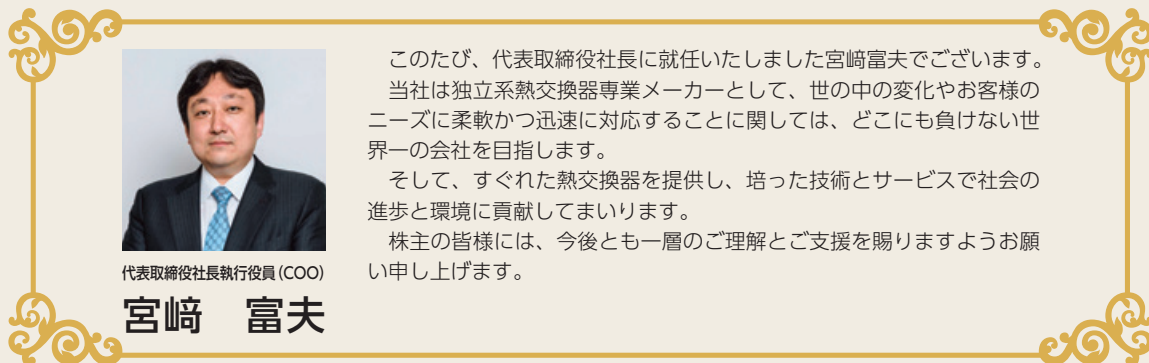 このたび、代表取締役社長に就任いたしました宮﨑富夫でございます。
当社は独立系熱交換器専業メーカーとして、世の中の変化やお客様の
ニーズに柔軟かつ迅速に対応することに関しては、どこにも負けない世
界一の会社を目指します。
そして、すぐれた熱交換器を提供し、培った技術とサービスで社会の
進歩と環境に貢献してまいります。
株主の皆様には、今後とも一層のご理解とご支援を賜りますようお願
い申し上げます。
代表取締役社長執行役員(COO)
宮﨑　富夫